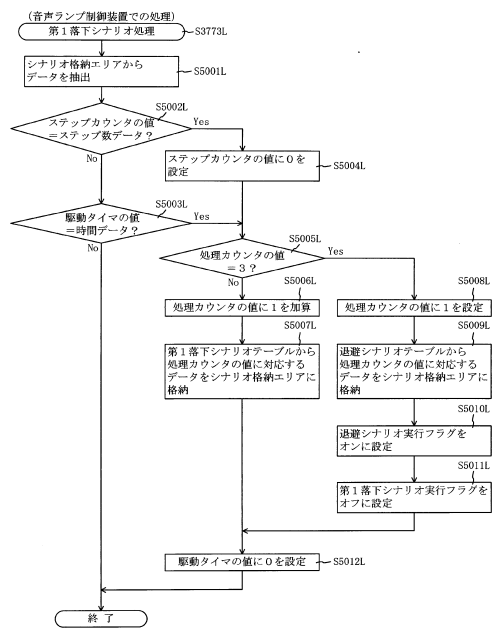 (音声ランプ制御装置での処理)
第1落下シナリオ処理
S3773L
シナリオ格納エリアから
データを抽出
S5001L
S5002L
ステップカウンタの値
=ステップ数データ?
Yes
No
ステップカウンタの値に0を
設定
S5004L
S5003L
駆動タイマの値
=時間データ?
Yes
No
S5005L
処理カウンタの値
=3?
Yes
No
S5006L
処理カウンタの値に1を加算
S5008L
処理カウンタの値に1を設定
S5007L
第1落下シナリオテーブルから
処理カウンタの値に対応する
データをシナリオ格納エリアに
格納
S5009L
退避シナリオテーブルから
処理カウンタの値に対応する
データをシナリオ格納エリアに
格納
S5010L
退避シナリオ実行フラグを
オンに設定
S5011L
第1落下シナリオ実行フラグを
オフに設定
駆動タイマの値に0を設定
S5012L
終了